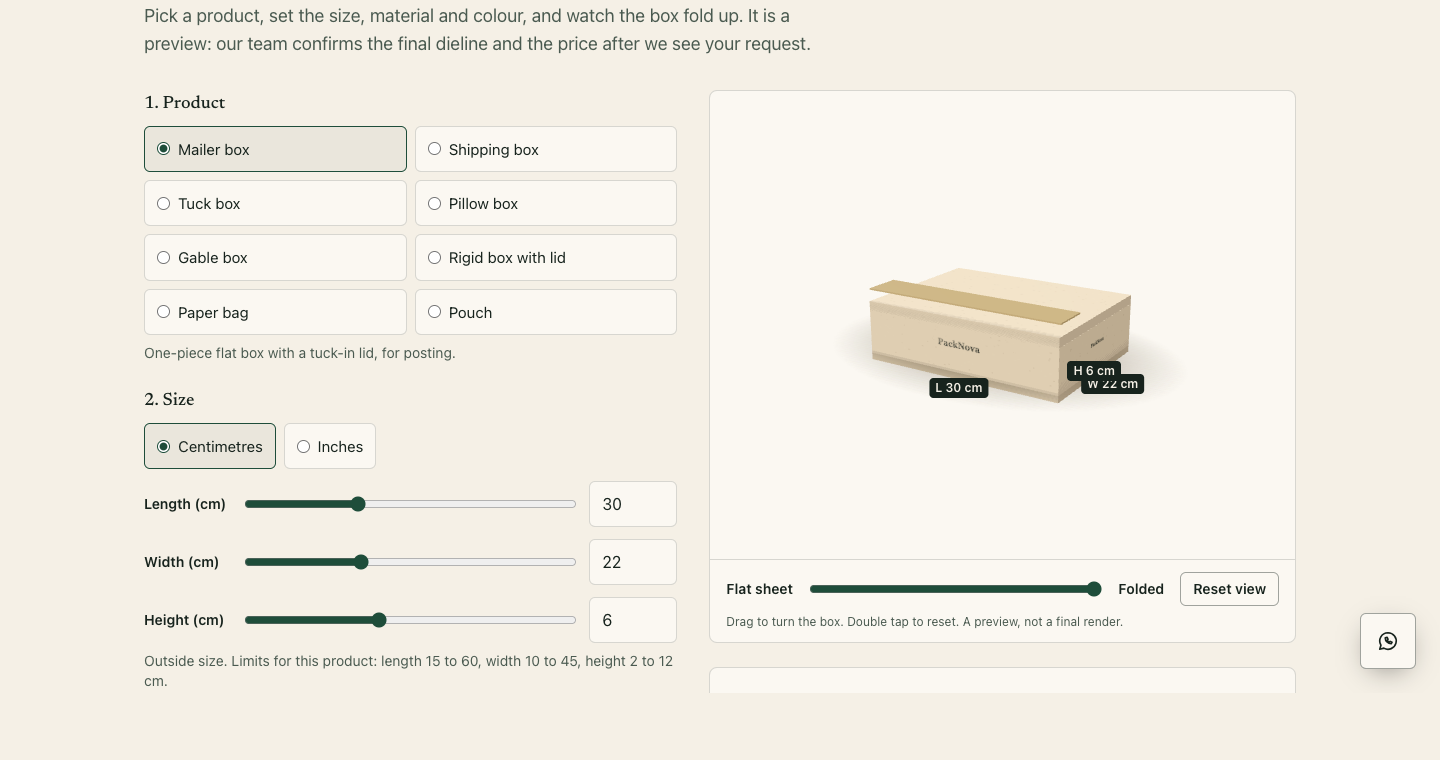 Pick a product, set the size, material and colour, and watch the box fold up. It is a
preview: our team confirms the final dieline and the price after we see your request.
1. Product
Mailer box
Shipping box
Tuck box
Pillow box
Gable box
Rigid box with lid
Paper bag
Pouch
One-piece flat box with a tuck-in lid, for posting.
2. Size
Centimetres
Inches
Length (cm)
30
Width (cm)
22
Height (cm)
6
Outside size. Limits for this product: length 15 to 60, width 10 to 45, height 2 to 12
cm.
PackNova
PackNova
L 30 cm
H 6 cm
W 22 cm
Flat sheet
Folded
Reset view
Drag to turn the box. Double tap to reset. A preview, not a final render.